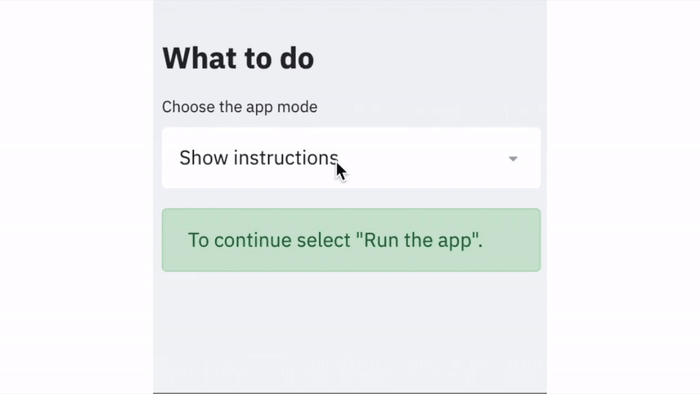 What to do
Choose the app mode
Show instructions
To continue select "Run the app".